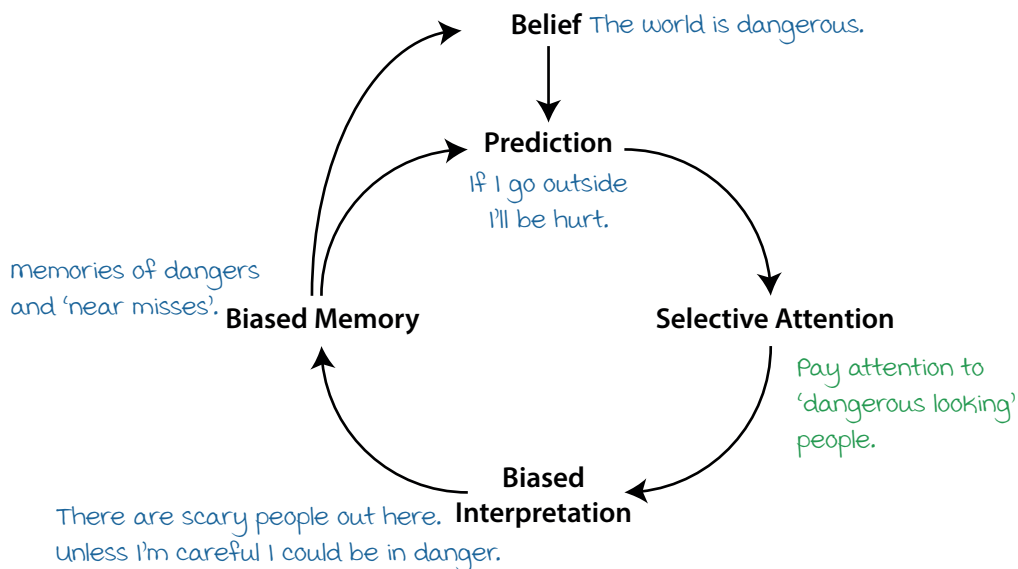 Belief The world is dangerous.
Prediction
If I go outside
I'll be hurt.
memories of dangers
and 'near misses'.
Biased Memory
Selective Attention
Pay attention to
'dangerous looking'
people.
Biased
Interpretation
There are scary people out here.
Unless I'm careful I could be in danger.